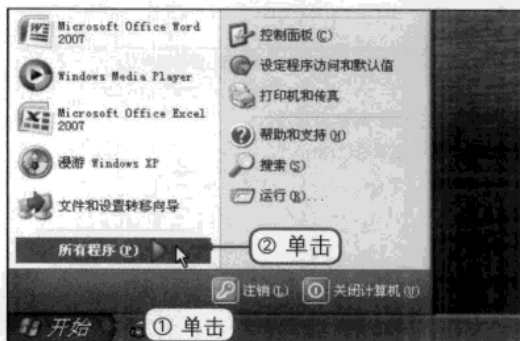 Microsoft Office Word
2007
Windows Media Player
Microsoft Office Excel
2007
漫游 Windows XP
文件和设置转移向导
所有程序(P)
控制面板(C)
设定程序访问和默认值
打印机和传真
帮助和支持(H)
搜索(S)
运行(R)...
② 单击
注销(L)
关闭计算机(U)
开始
① 单击